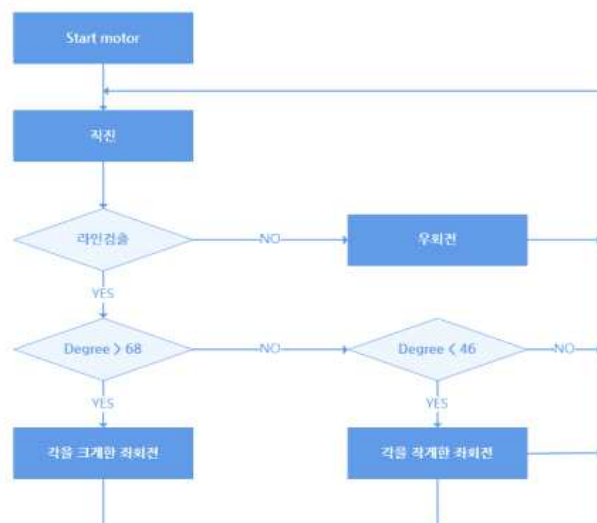 Start motor
직진
라인검출
NO
우회전
YES
Degree > 68
NO
Degree < 46
NO
YES
YES
각을 크게한 좌회전
각을 작게한 좌회전